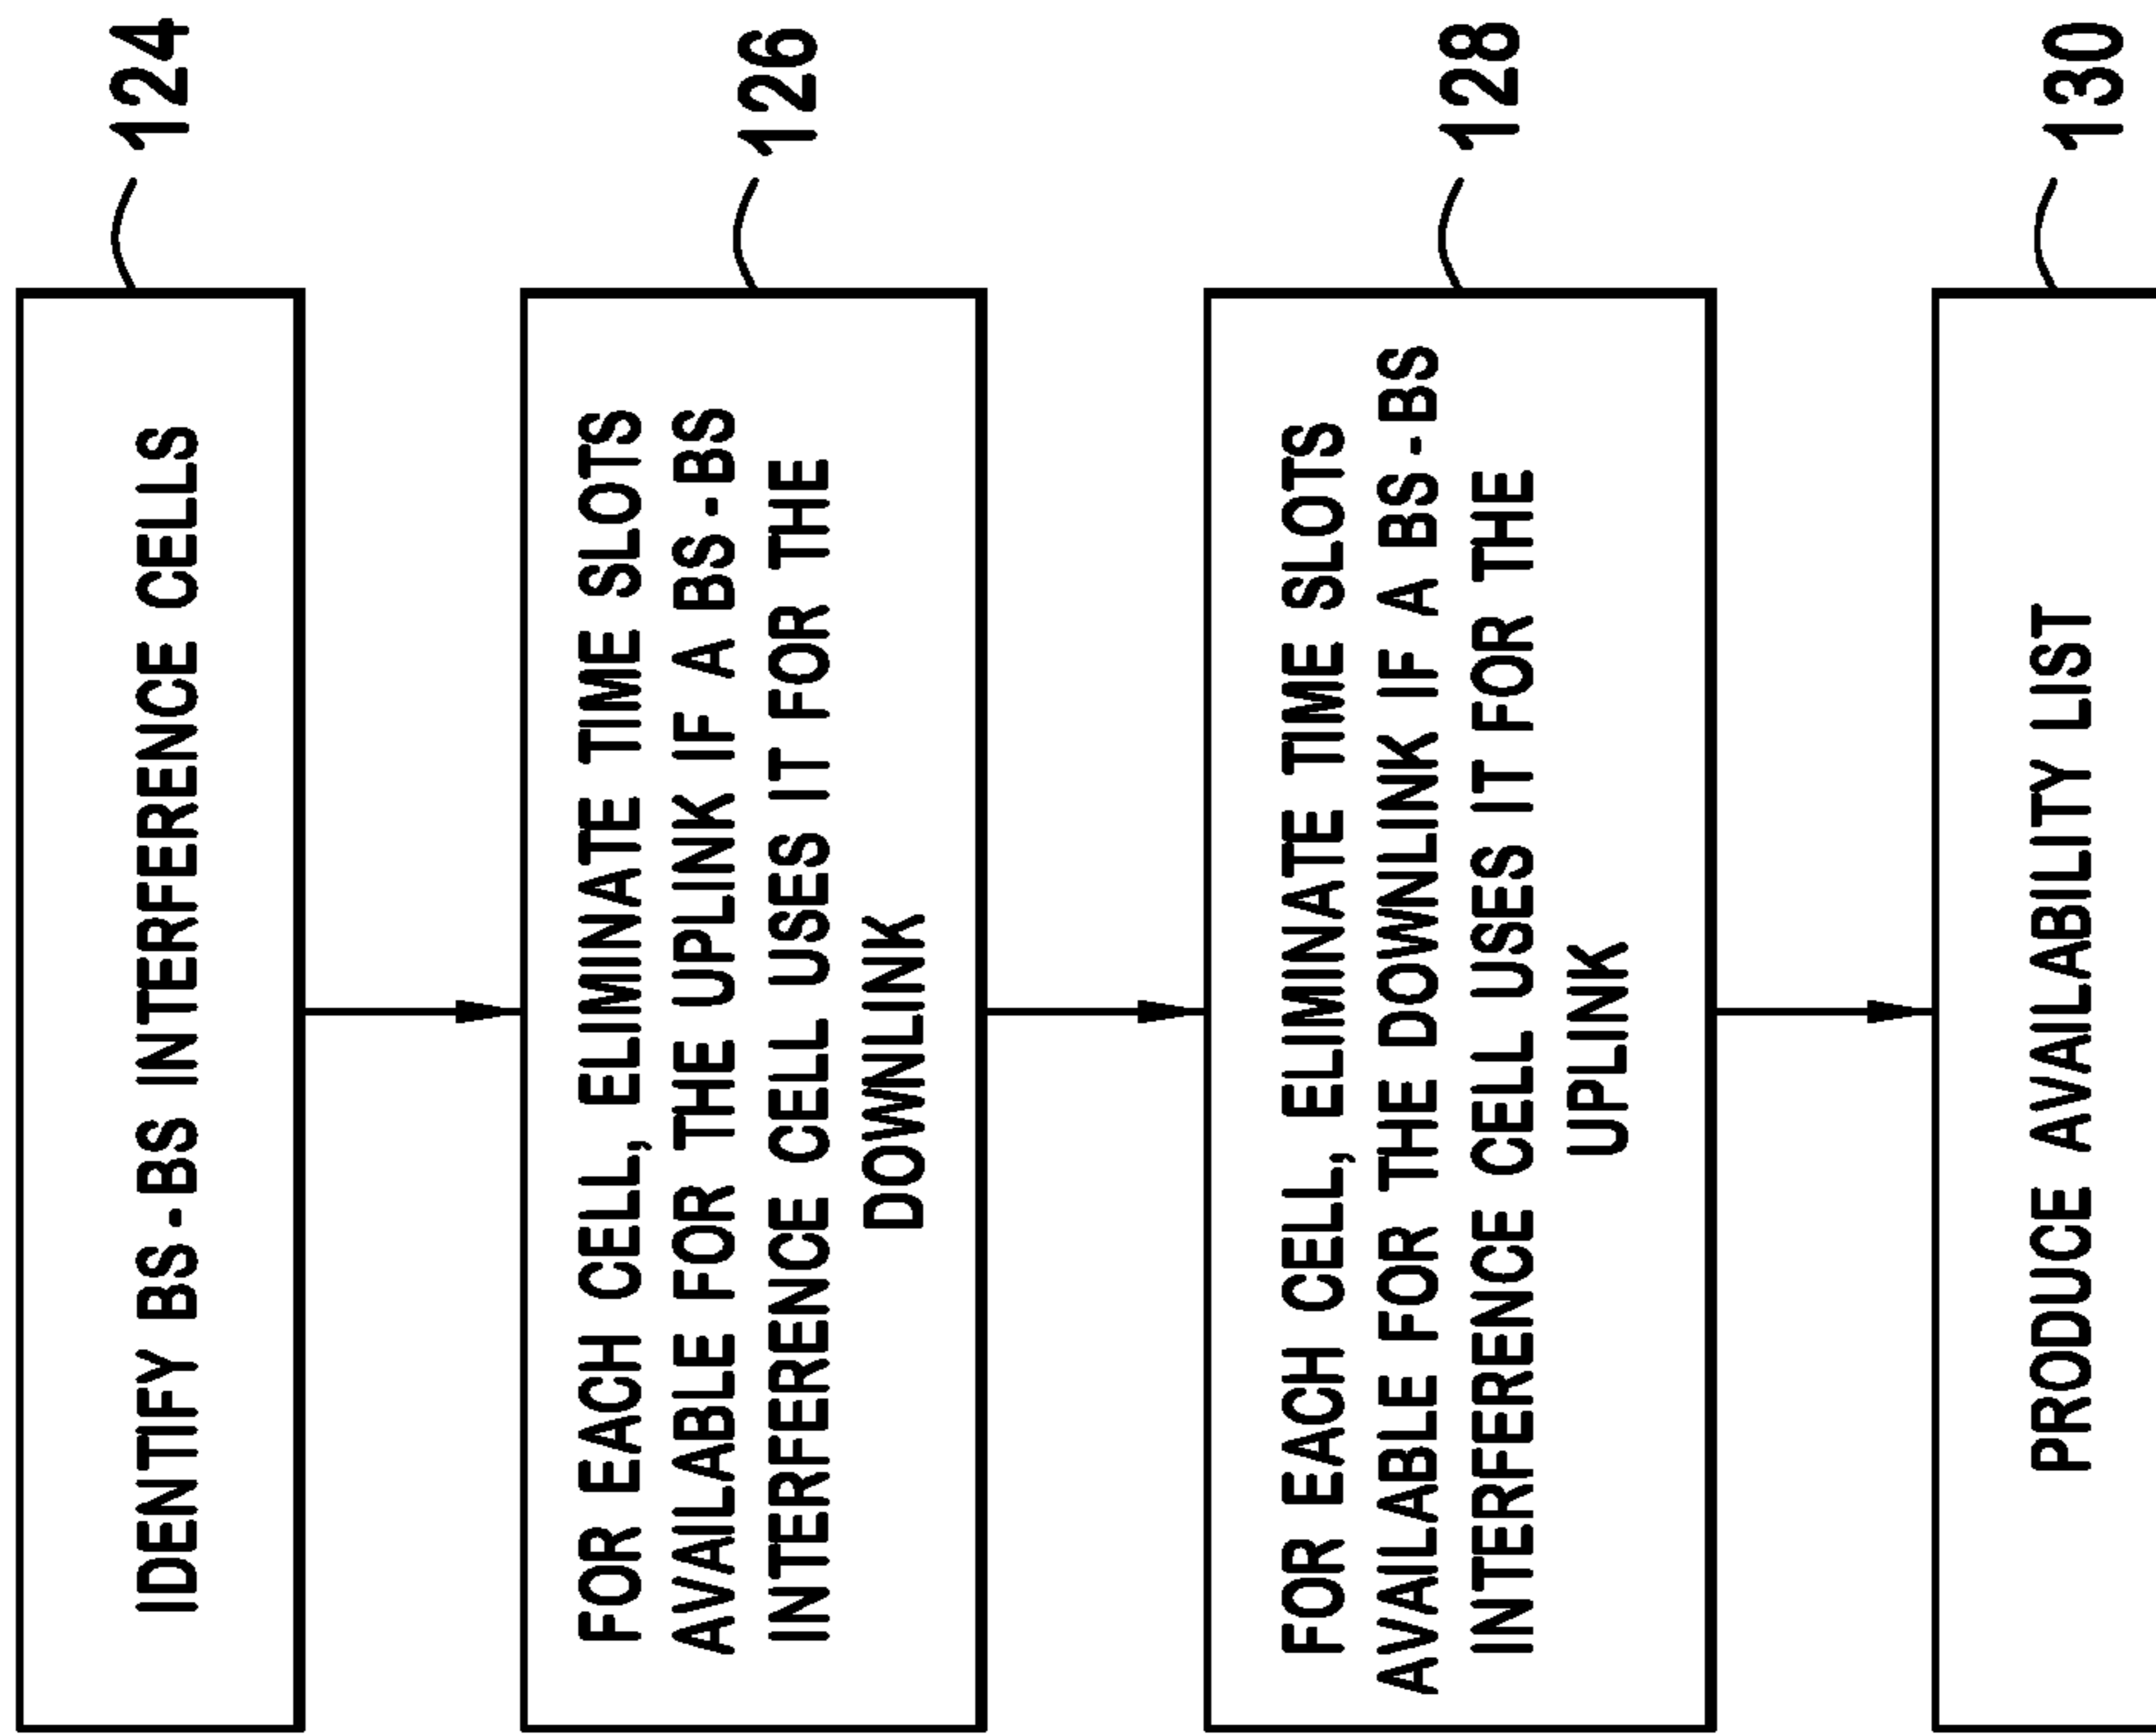 IDENTIFY BS-BS INTERFERENCE CELLS
124
FOR EACH CELL, ELIMINATE TIME SLOTS
AVAILABLE FOR THE UPLINK IF A BS-BS
INTERFERENCE CELL USES IT FOR THE
DOWNLINK
126
FOR EACH CELL, ELIMINATE TIME SLOTS
AVAILABLE FOR THE DOWNLINK IF A BS-BS
INTERFERENCE CELL USES IT FOR THE
UPLINK
128
PRODUCE AVAILABILITY LIST
130